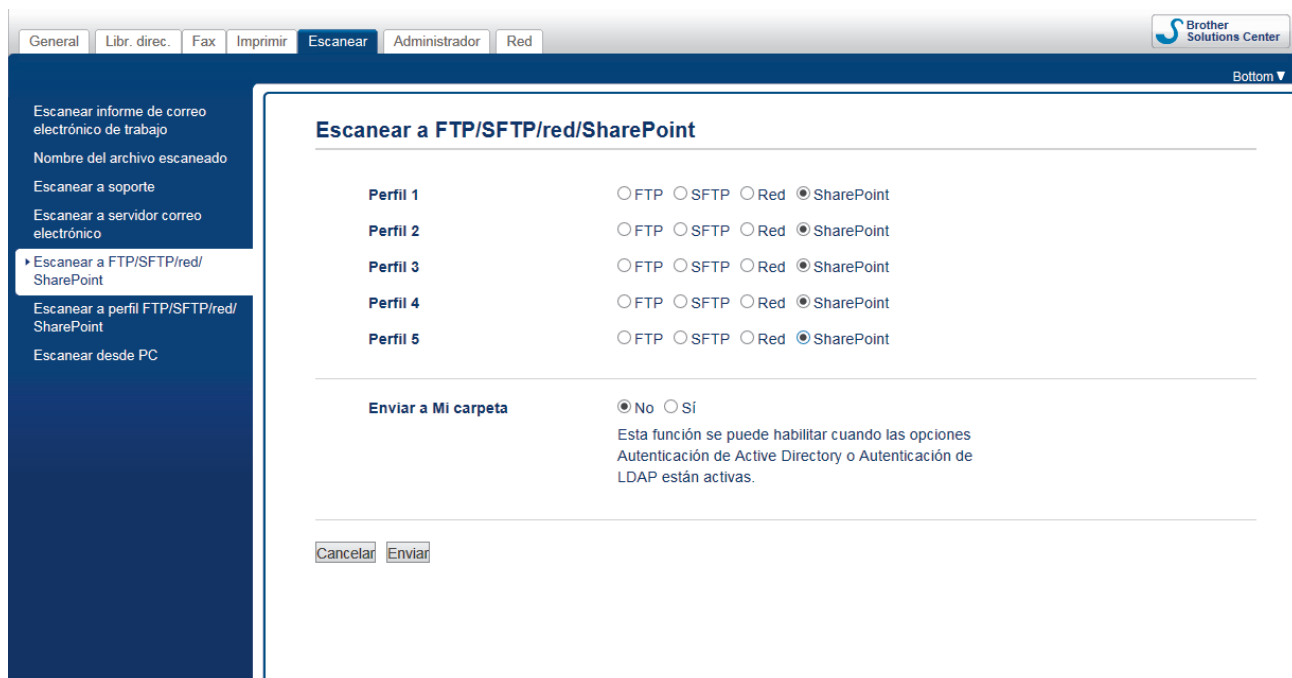 General Libr. direc. Fax Imprimir Escanear Administrador Red
Brother
Solutions Center
Bottom ▼
Escanear informe de correo
electrónico de trabajo
Nombre del archivo escaneado
Escanear a soporte
Escanear a servidor correo
electrónico
Escanear a FTP/SFTP/red/
SharePoint
Escanear a perfil FTP/SFTP/red/
SharePoint
Escanear desde PC
Escanear a FTP/SFTP/red/SharePoint
Perfil 1 FTP SFTP Red SharePoint
Perfil 2 FTP SFTP Red SharePoint
Perfil 3 FTP SFTP Red SharePoint
Perfil 4 FTP SFTP Red SharePoint
Perfil 5 FTP SFTP Red SharePoint
Enviar a Mi carpeta No Sí
Esta función se puede habilitar cuando las opciones
Autenticación de Active Directory o Autenticación de
LDAP están activas.
Cancelar Enviar